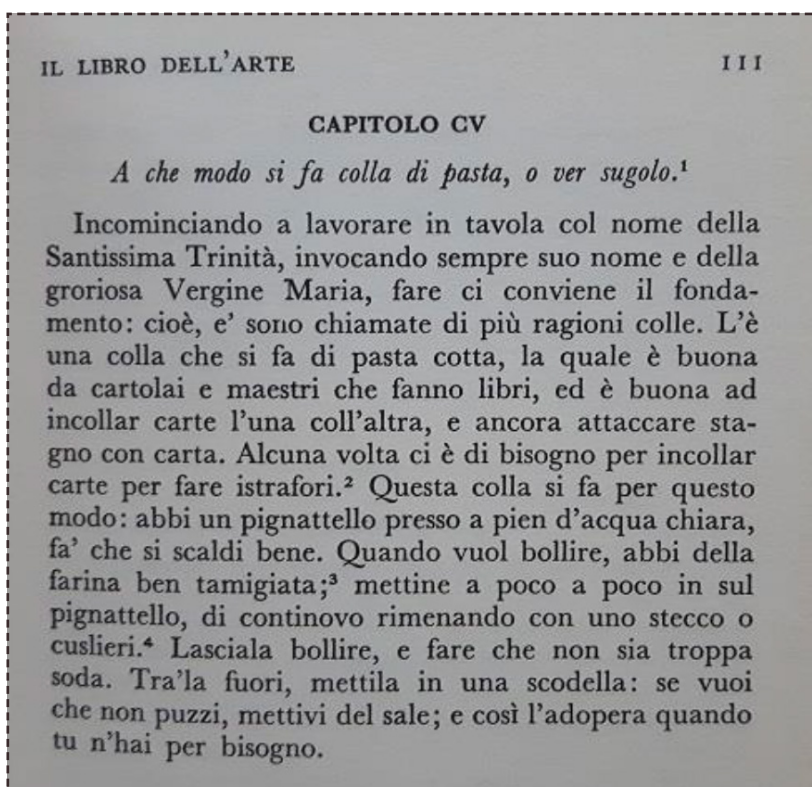 IL LIBRO DELL'ARTE 111
CAPITOLO CV
A che modo si fa colla di pasta, o ver sugolo.¹
Incominciando a lavorare in tavola col nome della
Santissima Trinità, invocando sempre suo nome e della
groriosa Vergine Maria, fare ci conviene il fonda-
mento: cioè, e' sono chiamate di più ragioni colle. L'è
una colla che si fa di pasta cotta, la quale è buona
da cartolai e maestri che fanno libri, ed è buona ad
incollar carte l'una coll'altra, e ancora attaccare sta-
gno con carta. Alcuna volta ci è di bisogno per incollar
carte per fare istrafori.² Questa colla si fa per questo
modo: abbi un pignattello presso a pien d'acqua chiara,
fa' che si scaldi bene. Quando vuol bollire, abbi della
farina ben tamigiata;³ mettine a poco a poco in sul
pignattello, di continovo rimenando con uno stecco o
cuslieri.⁴ Lasciala bollire, e fare che non sia troppa
soda. Tra'la fuori, mettila in una scodella: se vuoi
che non puzzi, mettivi del sale; e così l'adopera quando
tu n'hai per bisogno.